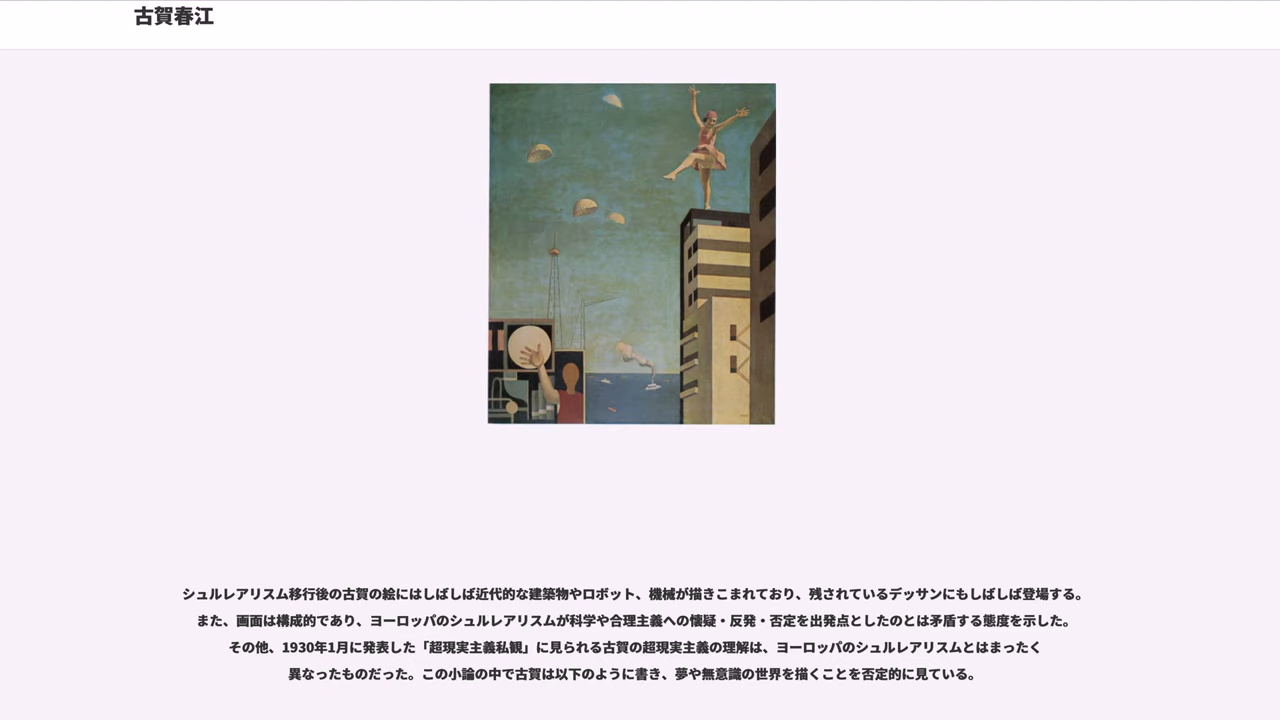 古賀春江
シュルレアリスム移行後の古賀の絵にはしばしば近代的な建築物やロボット、機械が描きこまれており、残されているデッサンにもしばしば登場する。
また、画面は構成的であり、ヨーロッパのシュルレアリスムが科学や合理主義への懐疑・反発・否定を出発点としたのとは矛盾する態度を示した。
その他、1930年1月に発表した「超現実主義私観」に見られる古賀の超現実主義の理解は、ヨーロッパのシュルレアリスムとはまったく
異なったものだった。この小論の中で古賀は以下のように書き、夢や無意識の世界を描くことを否定的に見ている。